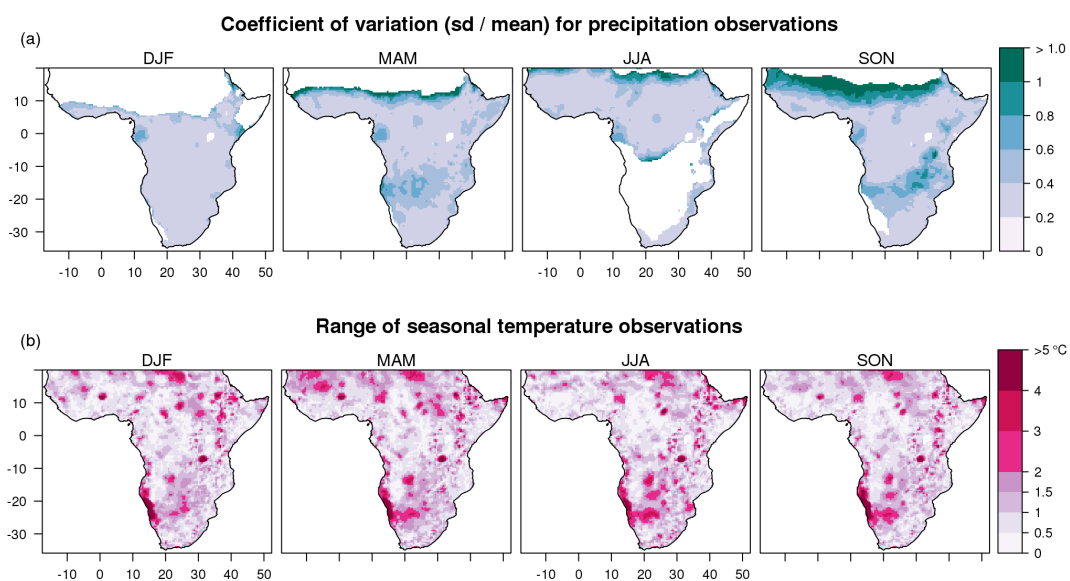 Coefficient of variation (sd / mean) for precipitation observations
(a)
DJF MAM JJA SON
> 1.0
1
0.8
0.6
0.4
0.2
0
10
0
-10
-20
-30
-10 0 10 20 30 40 50 -10 0 10 20 30 40 50
Range of seasonal temperature observations
(b)
DJF MAM JJA SON
>5 °C
4
3
2
1.5
1
0.5
0
10
0
-10
-20
-30
-10 0 10 20 30 40 50 -10 0 10 20 30 40 50